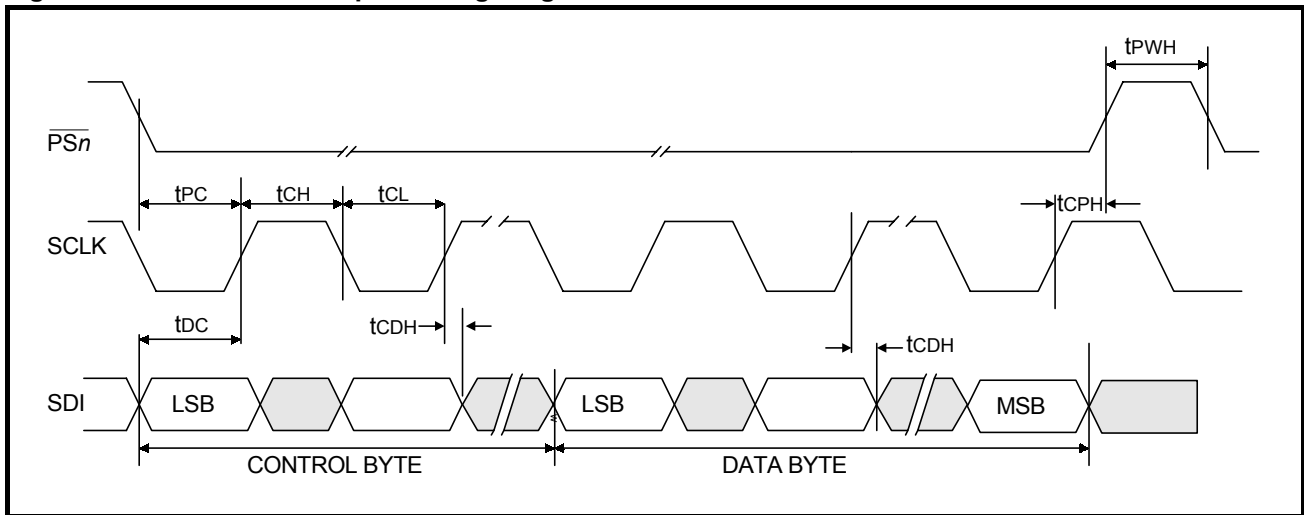 tPWH
PSn
tPC
tCH
tCL
tCPH
SCLK
tDC
tCDH
tCDH
SDI
LSB
LSB
MSB
CONTROL BYTE
DATA BYTE